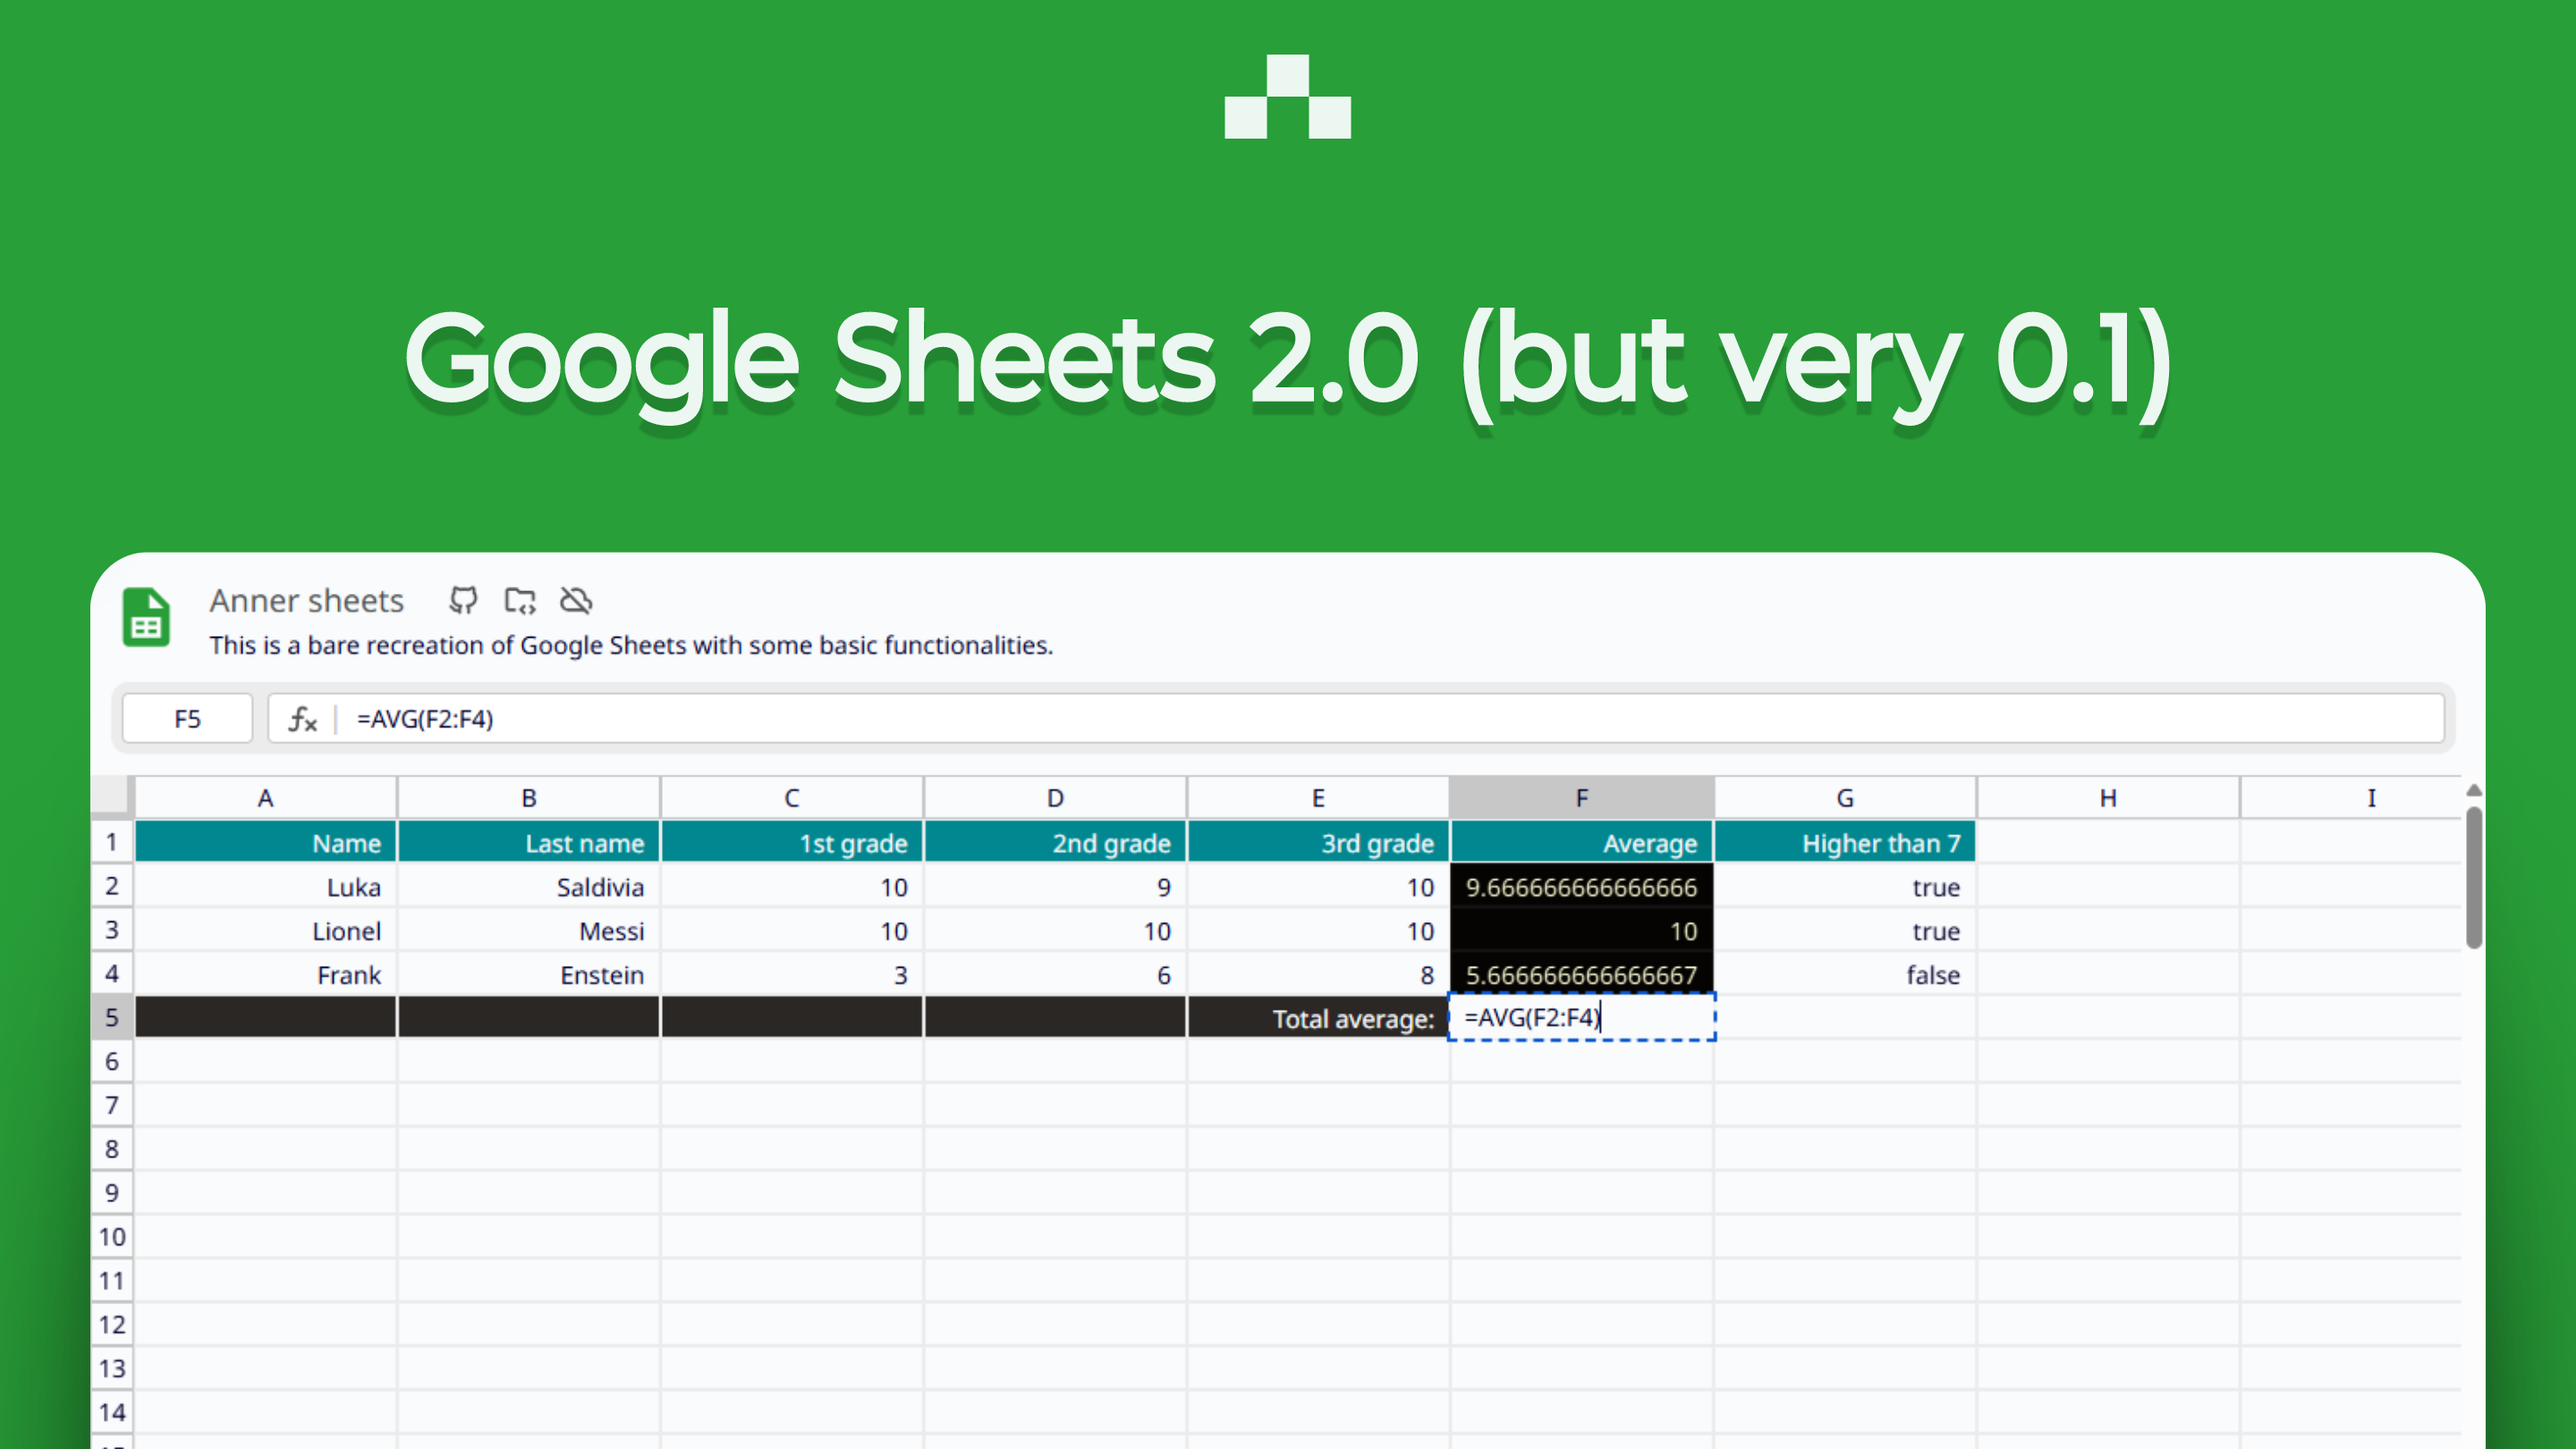 Google Sheets 2.0 (but very 0.1)
Anner sheets
This is a bare recreation of Google Sheets with some basic functionalities.
F5 fx =AVG(F2:F4)
A B C D E F G H I
1 Name Last name 1st grade 2nd grade 3rd grade Average Higher than 7
2 Luka Saldivia 10 9 10 9.666666666666666 true
3 Lionel Messi 10 10 10 10 true
4 Frank Enstein 3 6 8 5.666666666666667 false
5 Total average: =AVG(F2:F4)
6
7
8
9
10
11
12
13
14